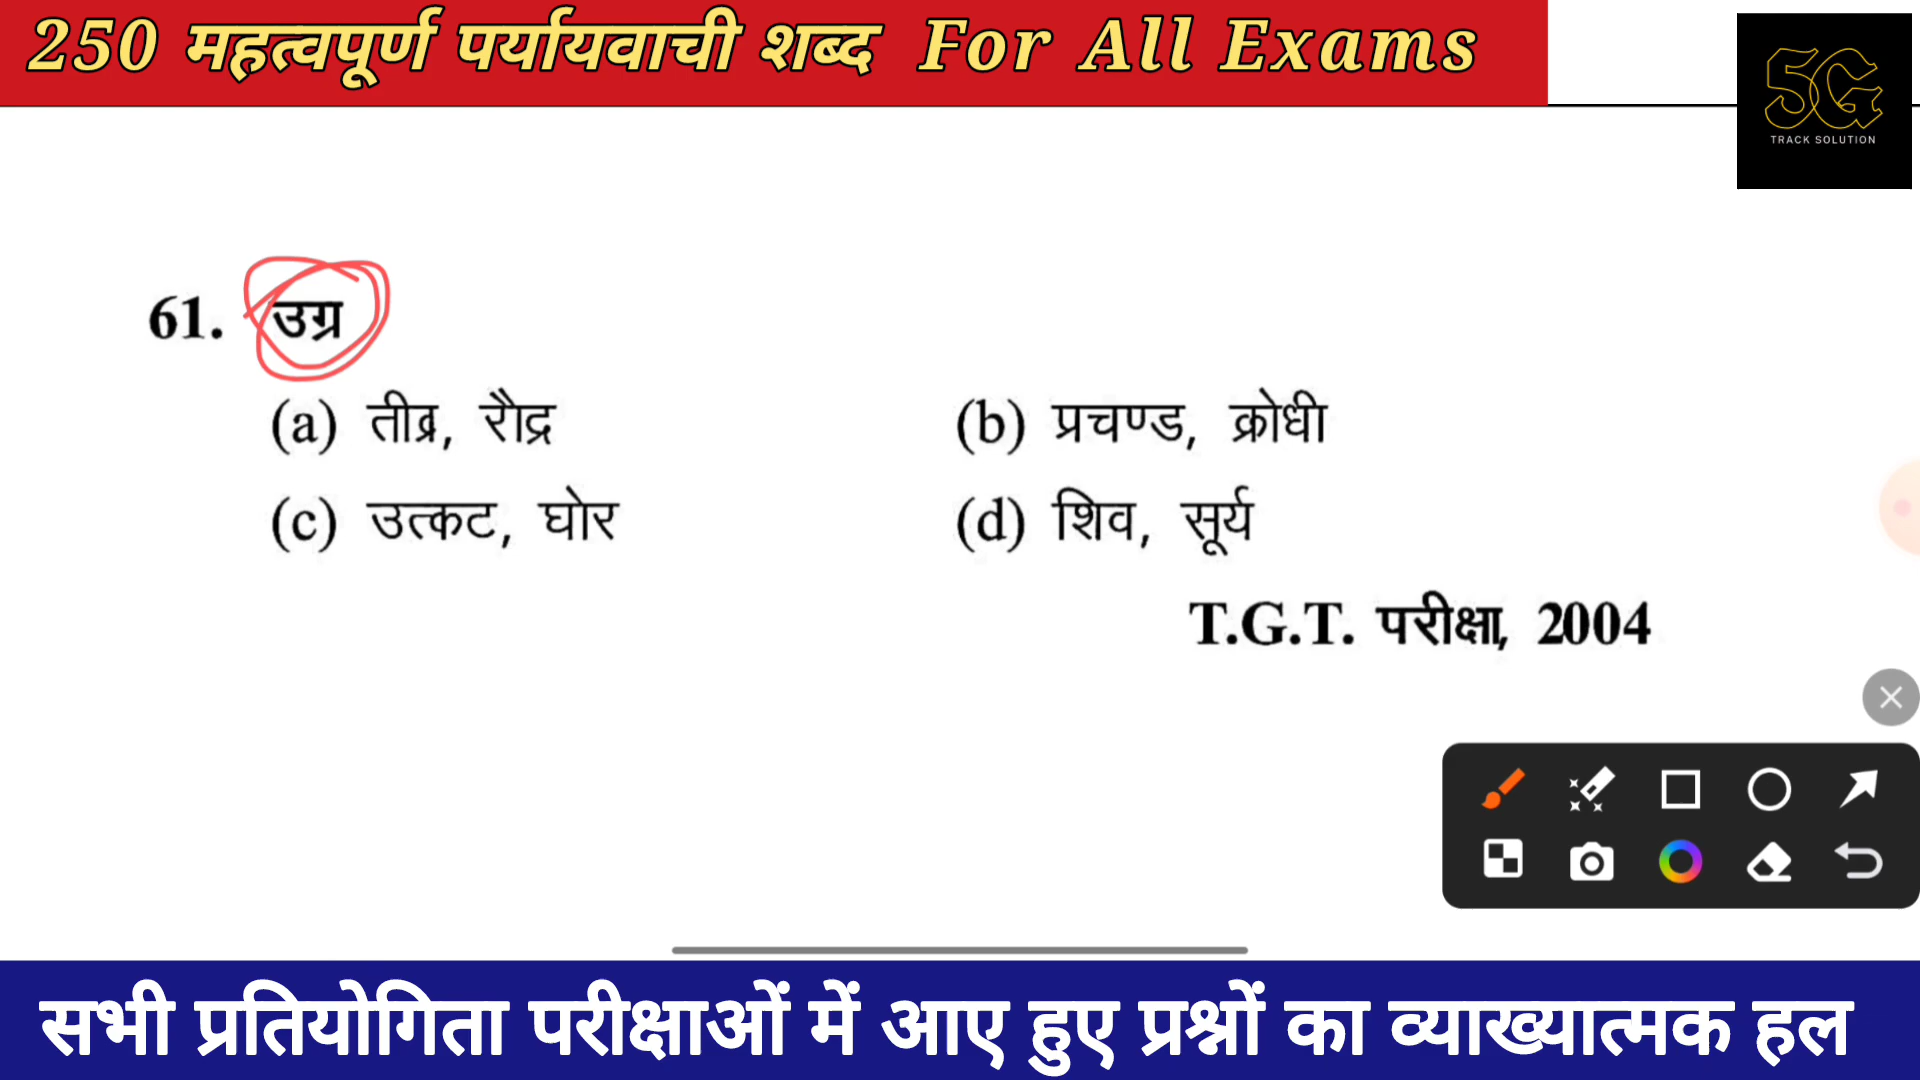 250 महत्वपूर्ण पर्यायवाची शब्द For All Exams
5G
TRACK SOLUTION
61. उग्र
(a) तीव्र, रौद्र
(b) प्रचण्ड, क्रोधी
(c) उत्कट, घोर
(d) शिव, सूर्य
T.G.T. परीक्षा, 2004
सभी प्रतियोगिता परीक्षाओं में आए हुए प्रश्नों का व्याख्यात्मक हल